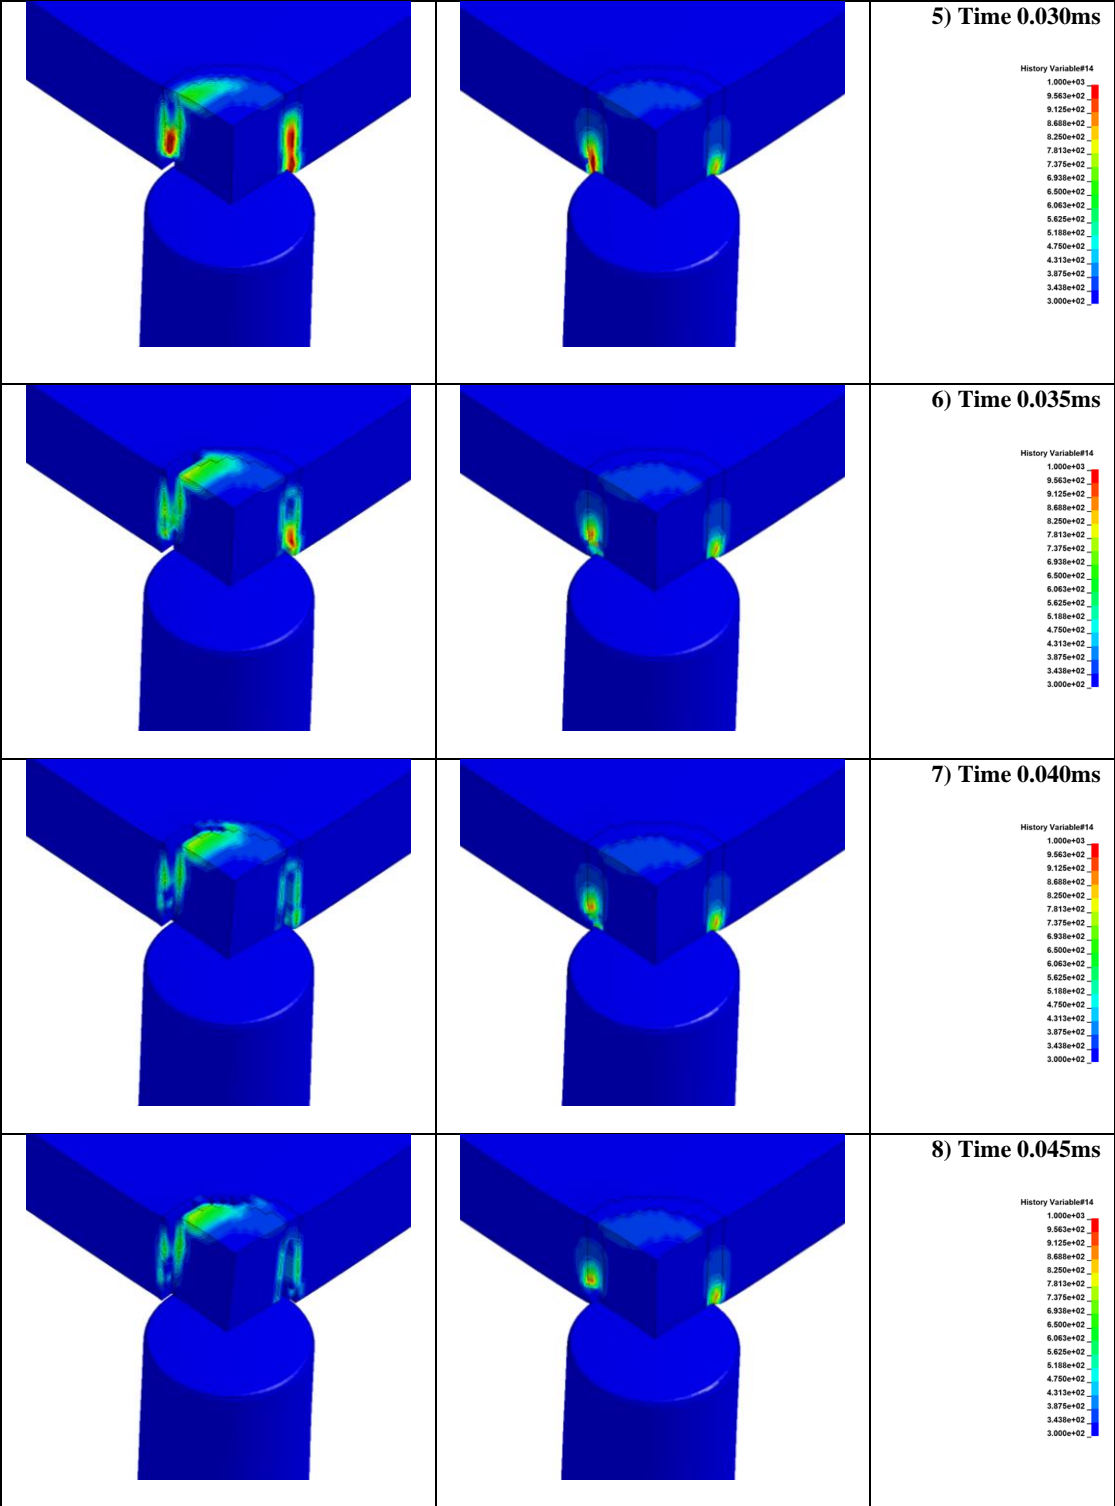 5) Time 0.030ms
History Variable#14
1.000e+03
9.563e+02
9.125e+02
8.688e+02
8.250e+02
7.813e+02
7.375e+02
6.938e+02
6.500e+02
6.063e+02
5.625e+02
5.188e+02
4.750e+02
4.313e+02
3.875e+02
3.438e+02
3.000e+02
6) Time 0.035ms
History Variable#14
1.000e+03
9.563e+02
9.125e+02
8.688e+02
8.250e+02
7.813e+02
7.375e+02
6.938e+02
6.500e+02
6.063e+02
5.625e+02
5.188e+02
4.750e+02
4.313e+02
3.875e+02
3.438e+02
3.000e+02
7) Time 0.040ms
History Variable#14
1.000e+03
9.563e+02
9.125e+02
8.688e+02
8.250e+02
7.813e+02
7.375e+02
6.938e+02
6.500e+02
6.063e+02
5.625e+02
5.188e+02
4.750e+02
4.313e+02
3.875e+02
3.438e+02
3.000e+02
8) Time 0.045ms
History Variable#14
1.000e+03
9.563e+02
9.125e+02
8.688e+02
8.250e+02
7.813e+02
7.375e+02
6.938e+02
6.500e+02
6.063e+02
5.625e+02
5.188e+02
4.750e+02
4.313e+02
3.875e+02
3.438e+02
3.000e+02